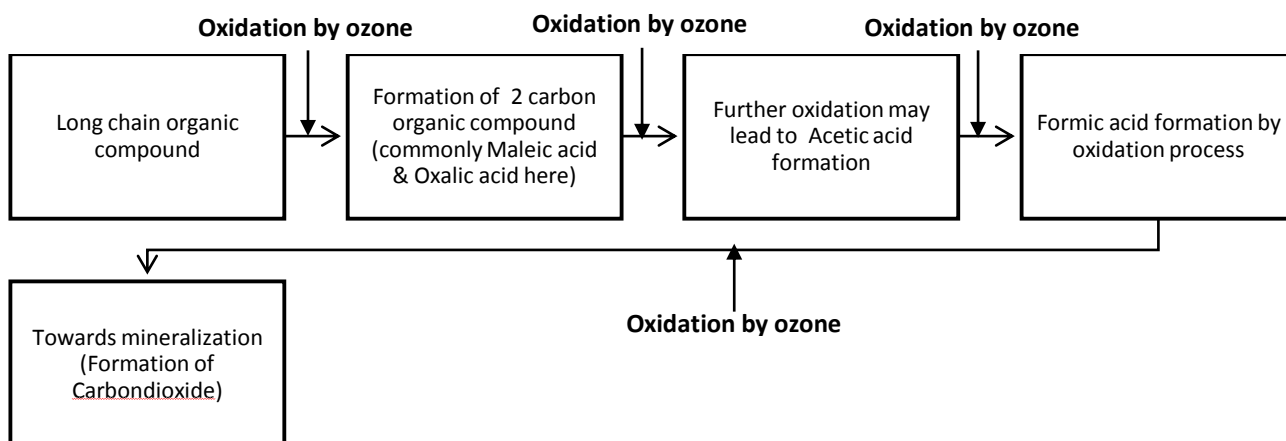 Oxidation by ozone
Oxidation by ozone
Oxidation by ozone
Long chain organic
compound
Formation of 2 carbon
organic compound
(commonly Maleic acid
& Oxalic acid here)
Further oxidation may
lead to Acetic acid
formation
Formic acid formation by
oxidation process
Oxidation by ozone
Towards mineralization
(Formation of
Carbondioxide)